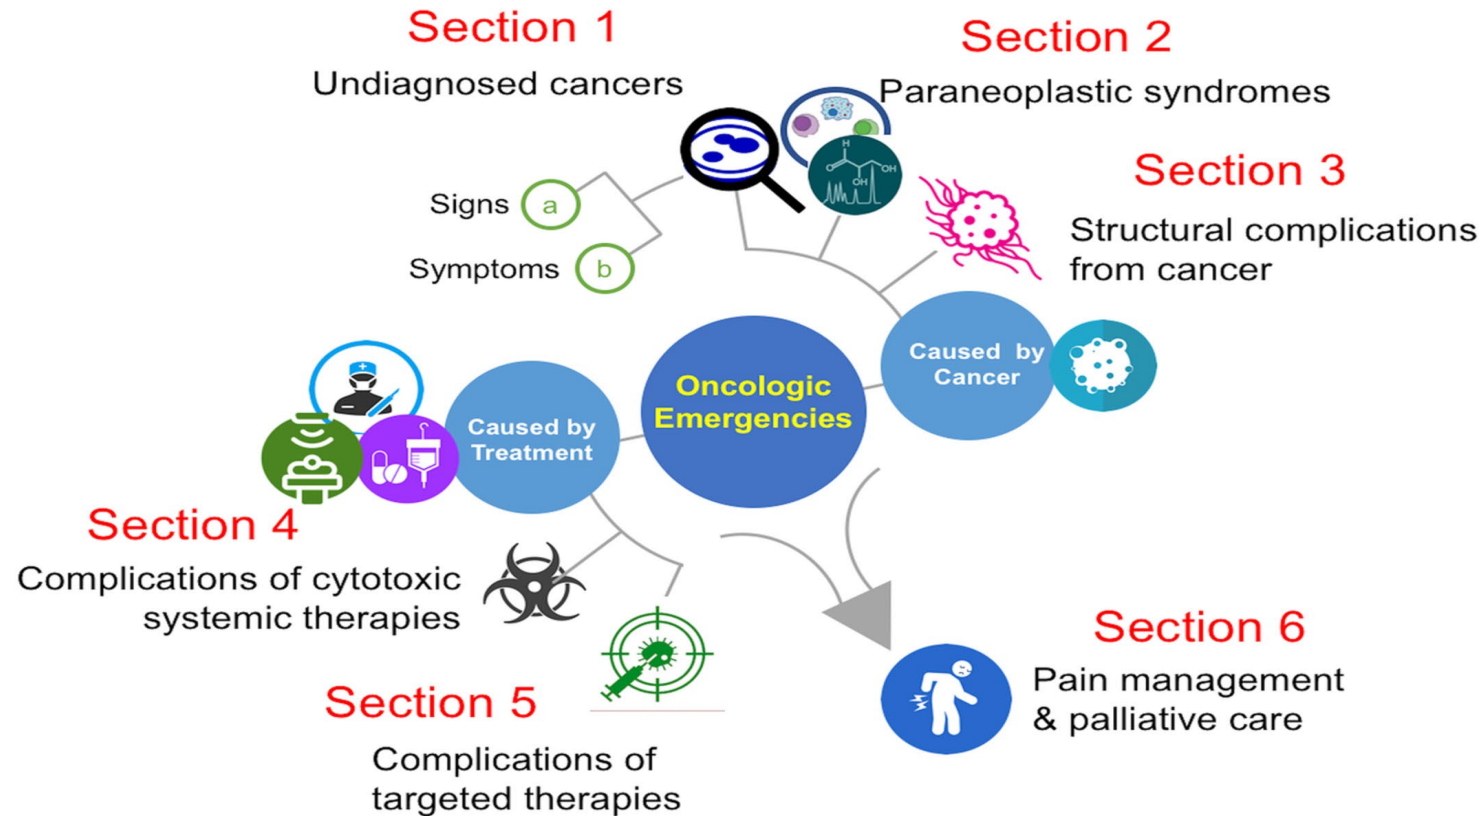 Section 1
Undiagnosed cancers
Signs a
Symptoms b
Section 2
Paraneoplastic syndromes
H
O
OH
OH
Section 3
Structural complications
from cancer
Caused by
Cancer
Oncologic
Emergencies
Caused by
Treatment
Section 4
Complications of cytotoxic
systemic therapies
Section 5
Complications of
targeted therapies
Section 6
Pain management
& palliative care